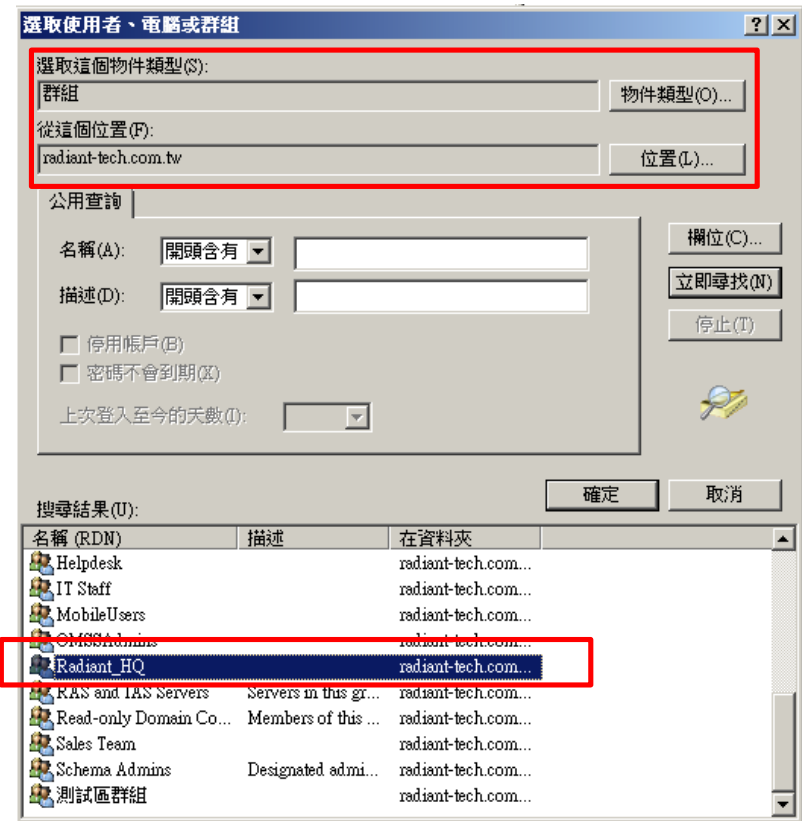 選取使用者、電腦或群組
選取這個物件類型(S):
群組 物件類型(O)...
從這個位置(F):
radiant-tech.com.tw 位置(L)...
公用查詢
名稱(A): 開頭含有 欄位(C)...
描述(D): 開頭含有 立即尋找(N)
停止(T)
停用帳戶(B)
密碼不會到期(X)
上次登入至今的天數(I):
確定 取消
搜尋結果(U):
名稱 (RDN) 描述 在資料夾
Helpdesk radiant-tech.com...
IT Staff radiant-tech.com...
MobileUsers radiant-tech.com...
OMSSAdmins radiant-tech.com...
Radiant_HQ radiant-tech.com...
RAS and IAS Servers Servers in this gr... radiant-tech.com...
Read-only Domain Co... Members of this ... radiant-tech.com...
Sales Team radiant-tech.com...
Schema Admins Designated admi... radiant-tech.com...
測試區群組 radiant-tech.com...